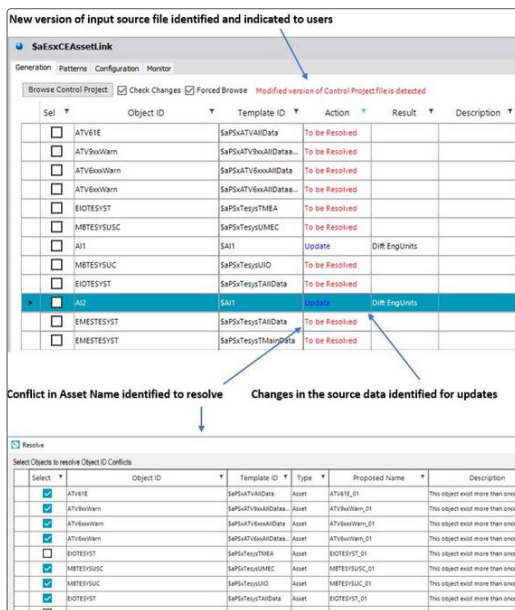 New version of input source file identified and indicated to users
$aEsxCEAssetLink
Generation Patterns Configuration Monitor
Browse Control Project Check Changes Forced Browse Modified version of Control Project file is detected
Sel Object ID Template ID Action Result Description
ATV61E $aPSxATVAllData To be Resolved
ATV9xxWarn $aPSxATV9xxAllDataa... To be Resolved
ATV6xxxWarn $aPSxATV6xxxAllData To be Resolved
ATV6xxWarn $aPSxATV6xxAllDataa... To be Resolved
EIOTESYST $aPSxTesysTMEA To be Resolved
MBTESYSUSC $aPSxTesysUMEC To be Resolved
AI1 $AI1 Update Diff: EngUnits
MBTESYSUC $aPSxTesysUIO To be Resolved
EIOTESYST $aPSxTesysTAllData To be Resolved
AI2 $AI1 Update Diff: EngUnits
EMESTESYST $aPSxTesysTAllData To be Resolved
EMESTESYST $aPSxTesysTMainData To be Resolved
Conflict in Asset Name identified to resolve Changes in the source data identified for updates
Resolve
Select Objects to resolve Object ID Conflicts
Select Object ID Template ID Type Proposed Name Description
ATV61E $aPSxATVAllData Asset ATV61E_01 This object exist more than once
ATV9xxWarn $aPSxATV9xxAllDataa... Asset ATV9xxWarn_01 This object exist more than once
ATV6xxxWarn $aPSxATV6xxxAllData Asset ATV6xxxWarn_01 This object exist more than once
ATV6xxWarn $aPSxATV6xxAllDataa... Asset ATV6xxWarn_01 This object exist more than once
EIOTESYST $aPSxTesysTMEA Asset EIOTESYST_01 This object exist more than once
MBTESYSUSC $aPSxTesysUMEC Asset MBTESYSUSC_01 This object exist more than once
MBTESYSUC $aPSxTesysUIO Asset MBTESYSUC_01 This object exist more than once
EIOTESYST $aPSxTesysTAllData Asset EIOTESYST_01 This object exist more than once